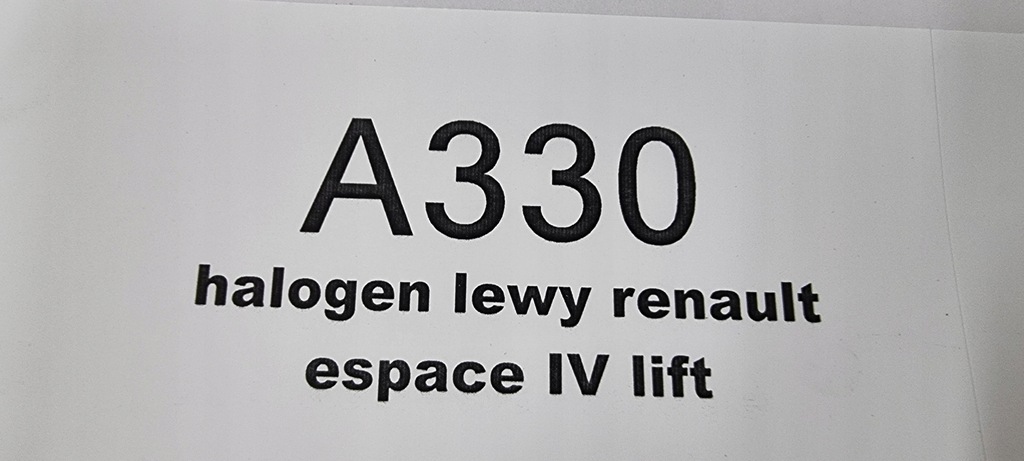 A330
halogen lewy renault
espace IV lift